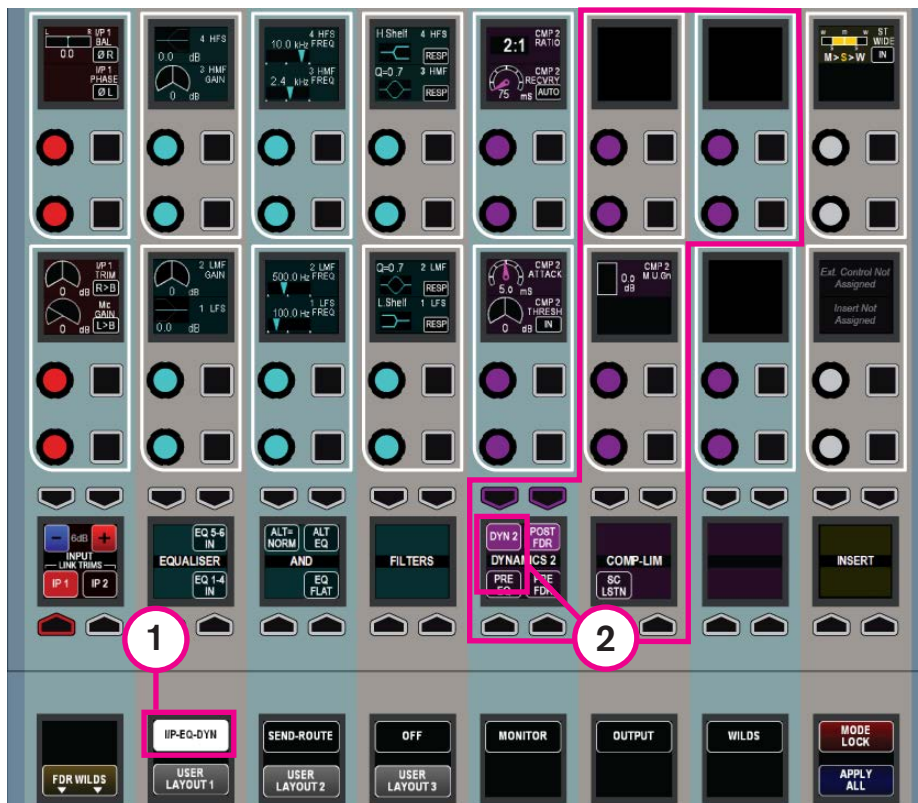 L R I/P 1
BAL
0.0 Ø R
I/P 1
PHASE
Ø L
4 HFS
0.0 dB
3 HMF
GAIN
0 dB
4 HFS
10.0 kHz FREQ
3 HMF
2.4 kHz FREQ
H.Shelf 4 HFS
RESP
Q=0.7 3 HMF
RESP
CMP 2
2:1 RATIO
CMP 2
RECVRY
75 mS AUTO
w m w ST
WIDE
M>S>W IN
I/P 1
TRIM
0 dB R>B
Mic
GAIN
0 dB L>B
2 LMF
GAIN
0 dB
1 LFS
0.0 dB
2 LMF
500.0 Hz FREQ
1 LFS
100.0 Hz FREQ
Q=0.7 2 LMF
RESP
L.Shelf 1 LFS
RESP
CMP 2
ATTACK
5.0 mS
CMP 2
THRESH
0 dB IN
CMP 2
0.0 M.U.Gn
dB
Ext. Control Not
Assigned
Insert Not
Assigned
- 6dB +
INPUT
LINK TRIMS
IP 1 IP 2
EQ 5-6
IN
EQUALISER
EQ 1-4
IN
ALT= NORM
ALT EQ
AND
EQ
FLAT
FILTERS
DYN 2
POST FDR
DYNAMICS 2
PRE EQ
PRE FDR
COMP-LIM
SC
LSTN
INSERT
1
2
I/P-EQ-DYN
SEND-ROUTE
OFF
MONITOR
OUTPUT
WILDS
MODE
LOCK
FDR WILDS
USER
LAYOUT 1
USER
LAYOUT 2
USER
LAYOUT 3
APPLY
ALL